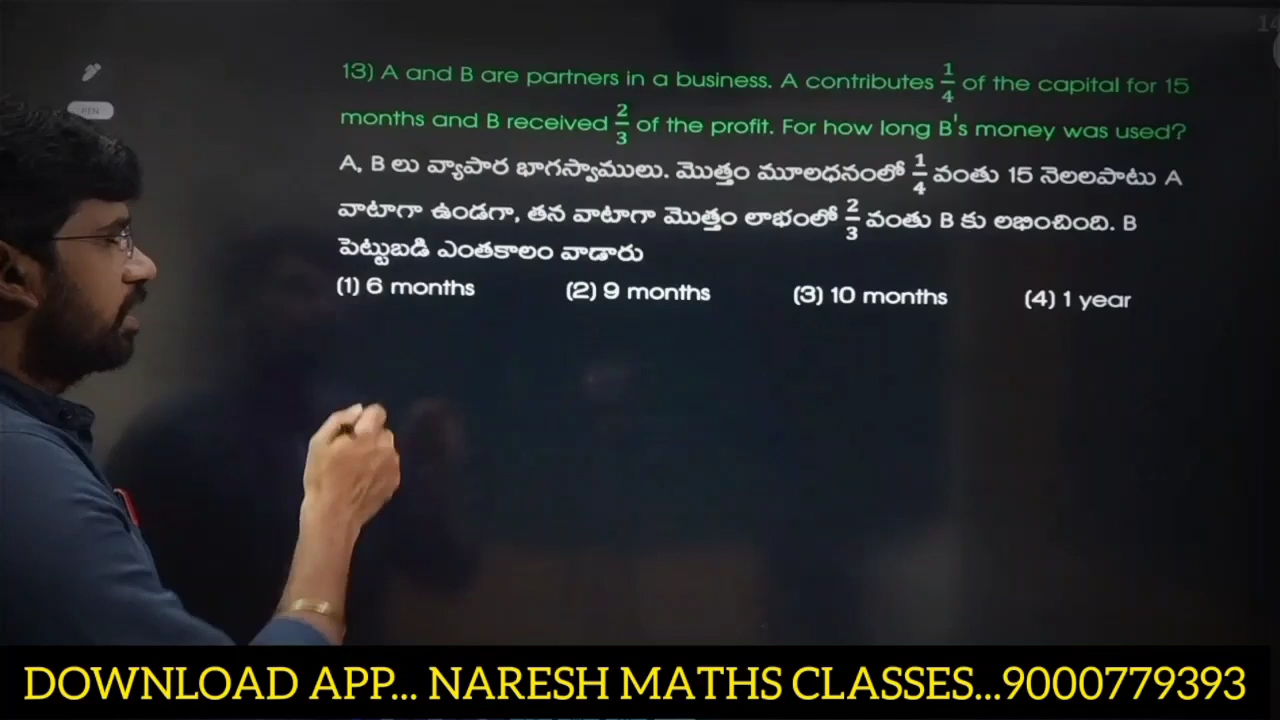 14
PEN
13) A and B are partners in a business. A contributes 1/4 of the capital for 15
months and B received 2/3 of the profit. For how long B's money was used?
A, B లు వ్యాపార భాగస్వాములు. మొత్తం మూలధనంలో 1/4 వంతు 15 నెలలపాటు A
వాటాగా ఉండగా, తన వాటాగా మొత్తం లాభంలో 2/3 వంతు B కు లభించింది. B
పెట్టుబడి ఎంతకాలం వాడారు
(1) 6 months (2) 9 months (3) 10 months (4) 1 year
DOWNLOAD APP... NARESH MATHS CLASSES...9000779393